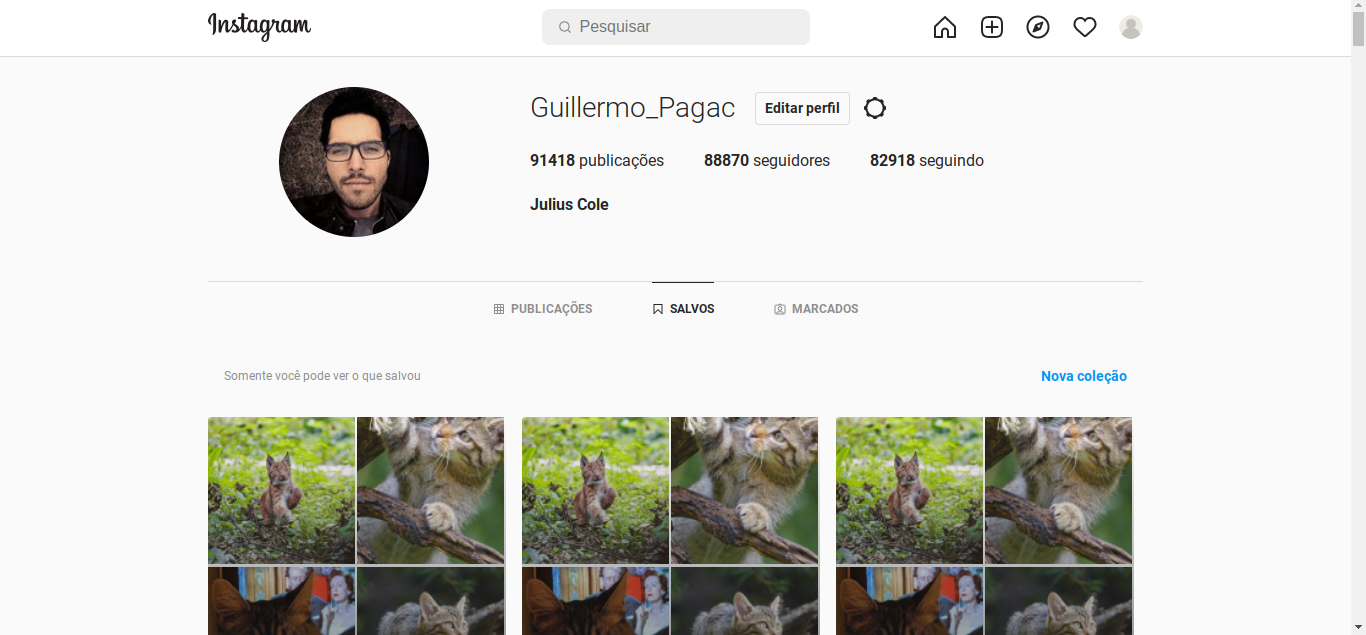 Instagram
Pesquisar
Guillermo_Pagac
Editar perfil
91418 publicações 88870 seguidores 82918 seguindo
Julius Cole
PUBLICAÇÕES SALVOS MARCADOS
Somente você pode ver o que salvou
Nova coleção